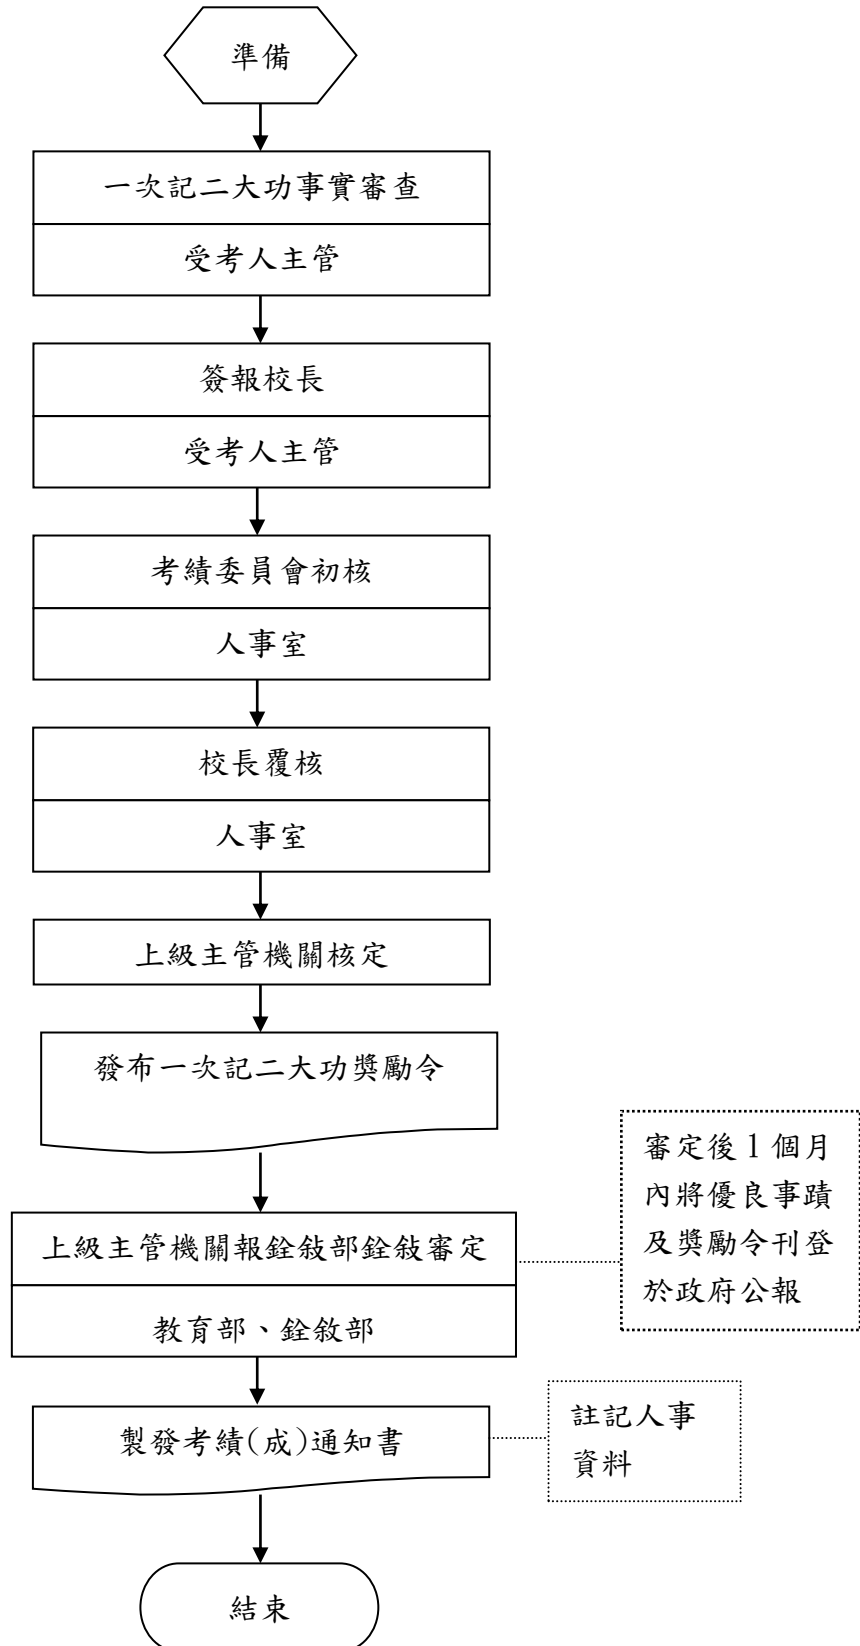 準備
一次記二大功事實審查
受考人主管
簽報校長
受考人主管
考績委員會初核
人事室
校長覆核
人事室
上級主管機關核定
發布一次記二大功獎勵令
審定後1個月
內將優良事蹟
及獎勵令刊登
於政府公報
上級主管機關報銓敍部銓敍審定
教育部、銓敘部
製發考績(成)通知書
註記人事
資料
結束